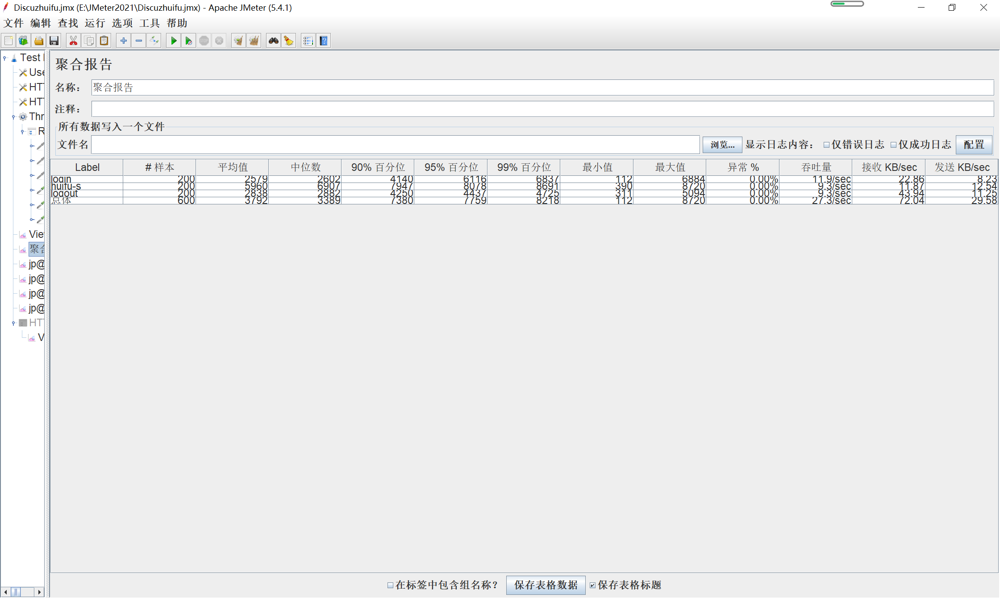 Discuzhuifu.jmx (E:\JMeter2021\Discuzhuifu.jmx) - Apache JMeter (5.4.1)
文件 编辑 查找 运行 选项 工具 帮助
Test
Use
HTT
HTT
Thr
R
Vie
聚合
jp@
jp@
jp@
jp@
HTT
V
聚合报告
名称： 聚合报告
注释：
所有数据写入一个文件
文件名 浏览... 显示日志内容： 仅错误日志 仅成功日志 配置
Label # 样本 平均值 中位数 90% 百分位 95% 百分位 99% 百分位 最小值 最大值 异常 % 吞吐量 接收 KB/sec 发送 KB/sec
login 200 2579 2602 4140 6116 6837 112 6884 0.00% 11.9/sec 22.86 8.23
huifu-s 200 5960 6907 7947 8078 8691 390 8720 0.00% 9.3/sec 11.87 12.54
logout 200 2838 2882 4250 4437 4725 311 5094 0.00% 9.3/sec 43.94 11.25
总体 600 3792 3389 7380 7759 8218 112 8720 0.00% 27.3/sec 72.04 29.58
在标签中包含组名称？ 保存表格数据 保存表格标题